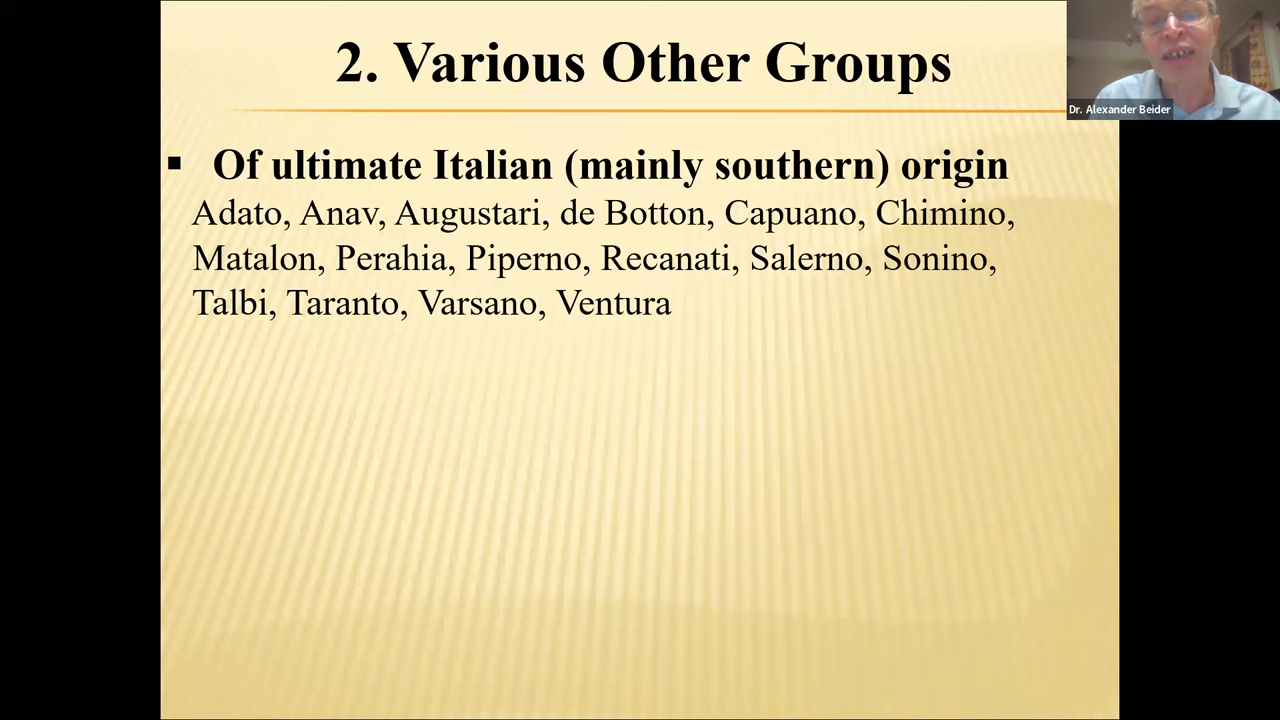 2. Various Other Groups
Dr. Alexander Beider
▪ Of ultimate Italian (mainly southern) origin
Adato, Anav, Augustari, de Botton, Capuano, Chimino,
Matalon, Perahia, Piperno, Recanati, Salerno, Sonino,
Talbi, Taranto, Varsano, Ventura